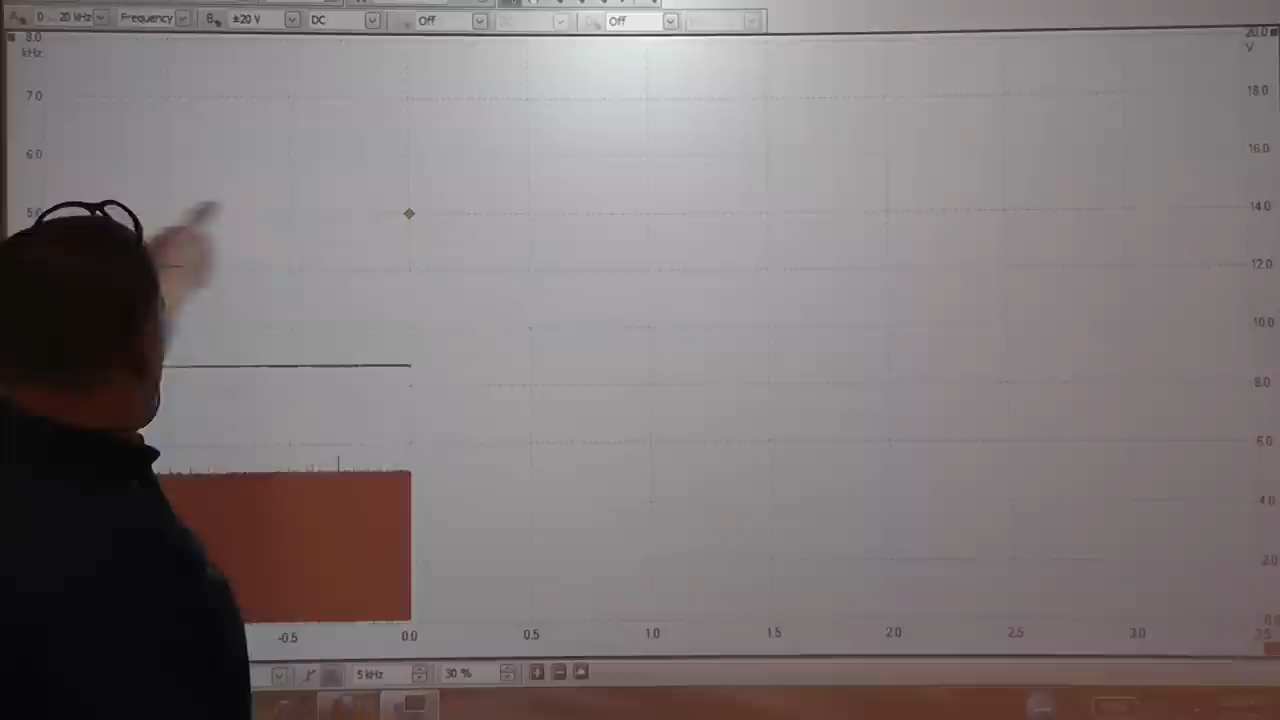 0 ... 20 kHz Frequency B ±20 V DC Off Off
8.0 20.0
kHz V
7.0 18.0
6.0 16.0
5.0 14.0
12.0
10.0
8.0
6.0
4.0
2.0
-0.5 0.0 0.5 1.0 1.5 2.0 2.5 3.0 3.5
5 kHz 30 %